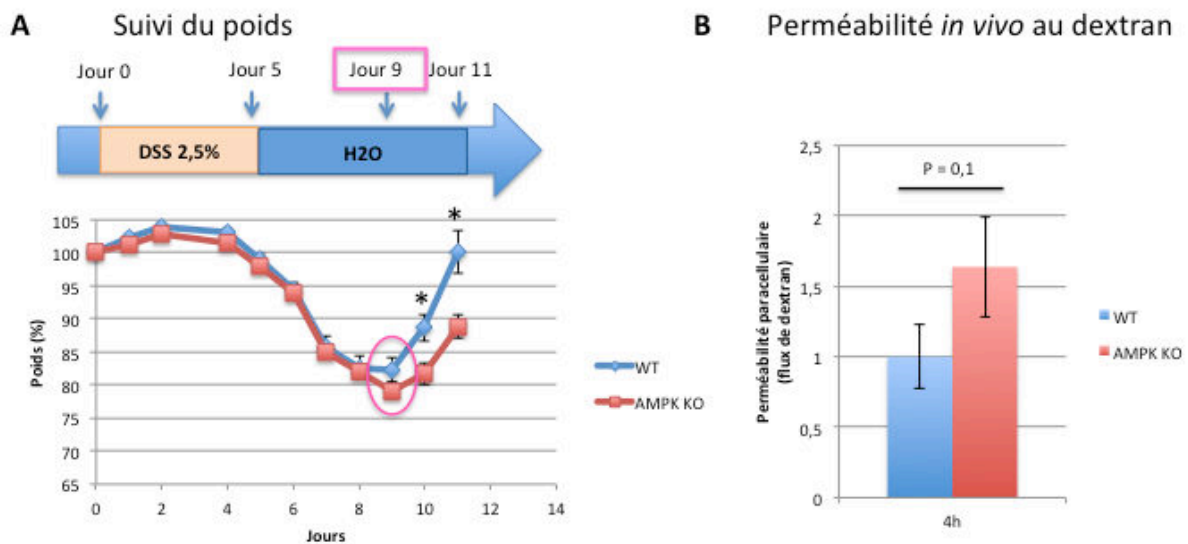 A Suivi du poids
Jour 0 Jour 5 Jour 9 Jour 11
DSS 2,5% H2O
105
100
95
90
85
80
75
70
65
0 2 4 6 8 10 12 14
Poids (%)
Jours
* *
WT
AMPK KO
B Perméabilité in vivo au dextran
P = 0,1
2,5
2
1,5
1
0,5
0
Perméabilité paracellulaire
(flux de dextran)
4h
WT
AMPK KO